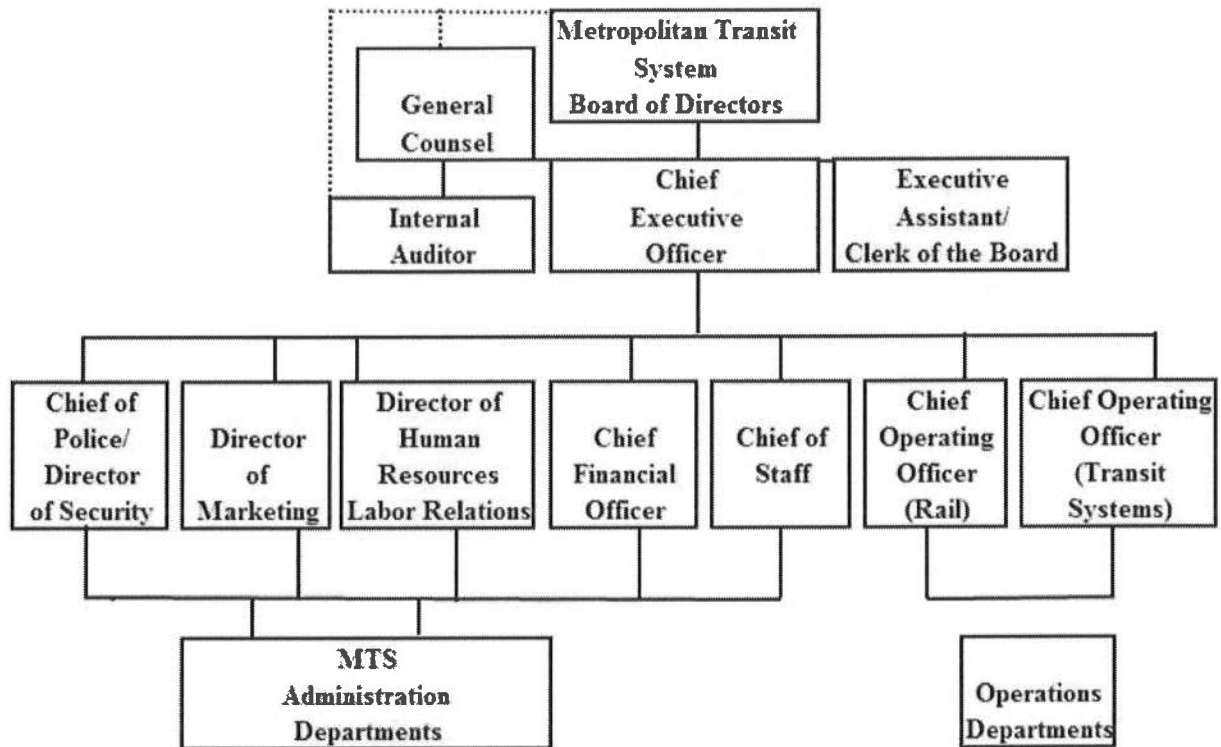 Metropolitan Transit
System
Board of Directors
General
Counsel
Chief
Executive
Officer
Executive
Assistant/
Clerk of the Board
Internal
Auditor
Chief of
Police/
Director
of Security
Director
of
Marketing
Director of
Human
Resources
Labor Relations
Chief
Financial
Officer
Chief of
Staff
Chief
Operating
Officer
(Rail)
Chief Operating
Officer
(Transit
Systems)
MTS
Administration
Departments
Operations
Departments